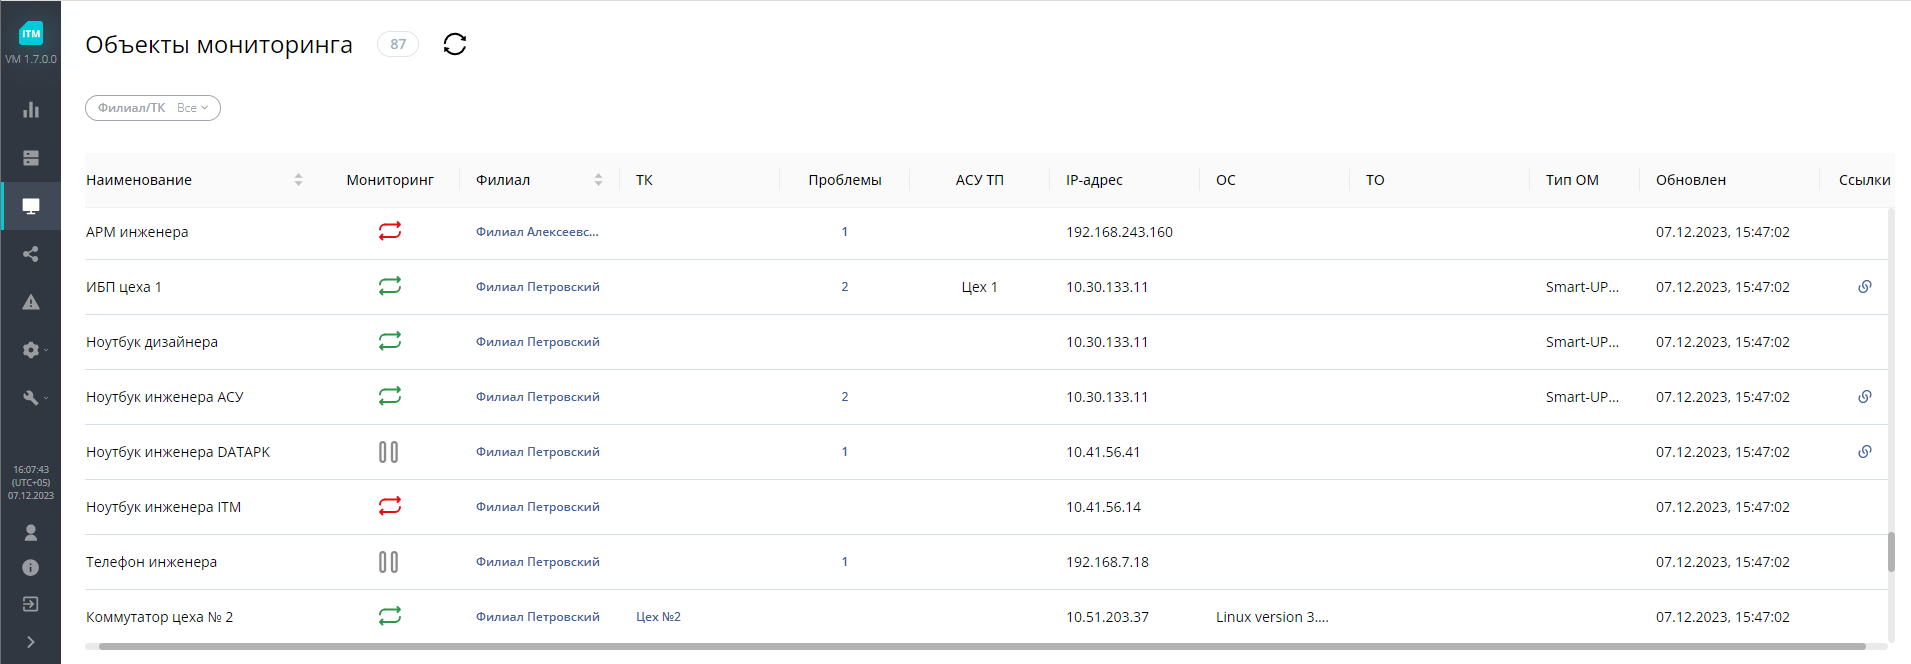 ITM
VM 1.7.0.0
Объекты мониторинга 87
Филиал/ТК Все
Наименование Мониторинг Филиал ТК Проблемы АСУ ТП IP-адрес ОС ТО Тип ОМ Обновлен Ссылки
АРМ инженера Филиал Алексеевс... 1 192.168.243.160 07.12.2023, 15:47:02
ИБП цеха 1 Филиал Петровский 2 Цех 1 10.30.133.11 Smart-UP... 07.12.2023, 15:47:02
Ноутбук дизайнера Филиал Петровский 10.30.133.11 Smart-UP... 07.12.2023, 15:47:02
Ноутбук инженера АСУ Филиал Петровский 2 10.30.133.11 Smart-UP... 07.12.2023, 15:47:02
Ноутбук инженера DATAPK Филиал Петровский 1 10.41.56.41 07.12.2023, 15:47:02
Ноутбук инженера ITM Филиал Петровский 10.41.56.14 07.12.2023, 15:47:02
Телефон инженера Филиал Петровский 1 192.168.7.18 07.12.2023, 15:47:02
Коммутатор цеха № 2 Филиал Петровский Цех №2 10.51.203.37 Linux version 3.... 07.12.2023, 15:47:02
16:07:43
(UTC+05)
07.12.2023